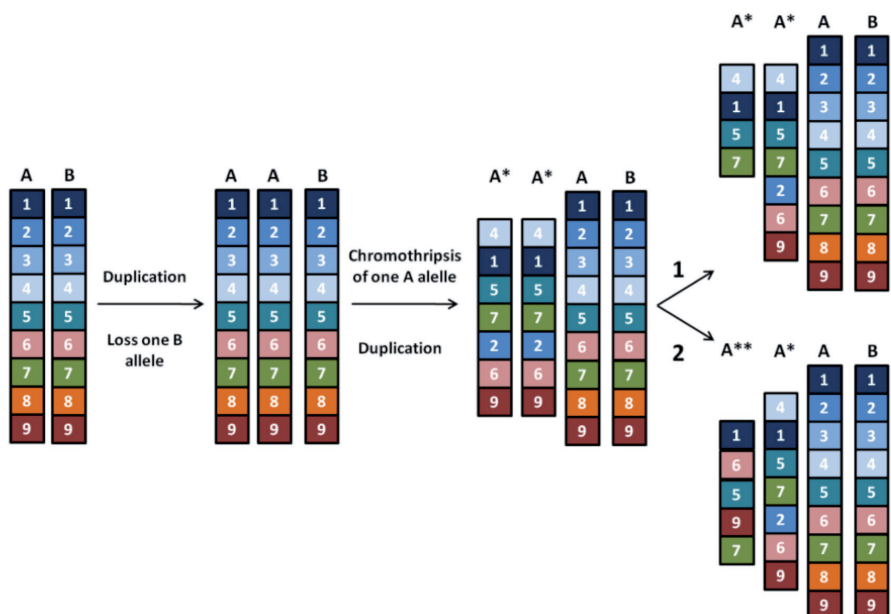 A B
1 1
2 2
3 3
4 4
5 5
6 6
7 7
8 8
9 9
Duplication
Loss one B
allele
A A B
1 1 1
2 2 2
3 3 3
4 4 4
5 5 5
6 6 6
7 7 7
8 8 8
9 9 9
Chromothripsis
of one A alelle
Duplication
A* A* A B
1 1
4 4 2 2
1 1 3 3
5 5 4 4
7 7 5 5
2 2 6 6
6 6 7 7
9 9 8 8
9 9
1
A* A* A B
1 1
4 4 2 2
1 1 3 3
5 5 4 4
7 7 5 5
2 6 6
6 7 7
9 8 8
9 9
2
A** A* A B
1 1
4 2 2
1 1 3 3
6 5 4 4
5 7 5 5
9 2 6 6
7 6 7 7
9 8 8
9 9